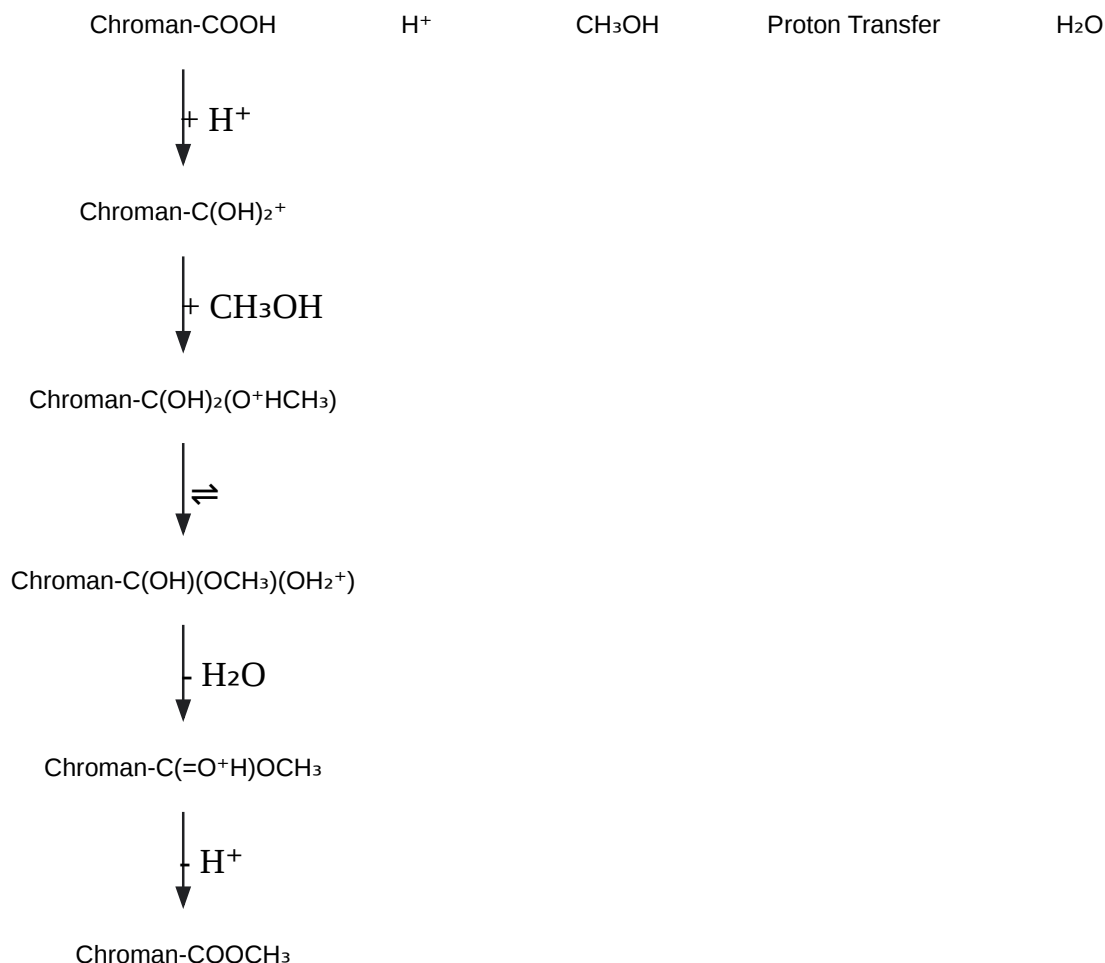 Chroman-COOH H⁺ CH₃OH Proton Transfer H₂O
+ H⁺
Chroman-C(OH)₂⁺
+ CH₃OH
Chroman-C(OH)₂(O⁺HCH₃)
⇌
Chroman-C(OH)(OCH₃)(OH₂⁺)
- H₂O
Chroman-C(=O⁺H)OCH₃
- H⁺
Chroman-COOCH₃